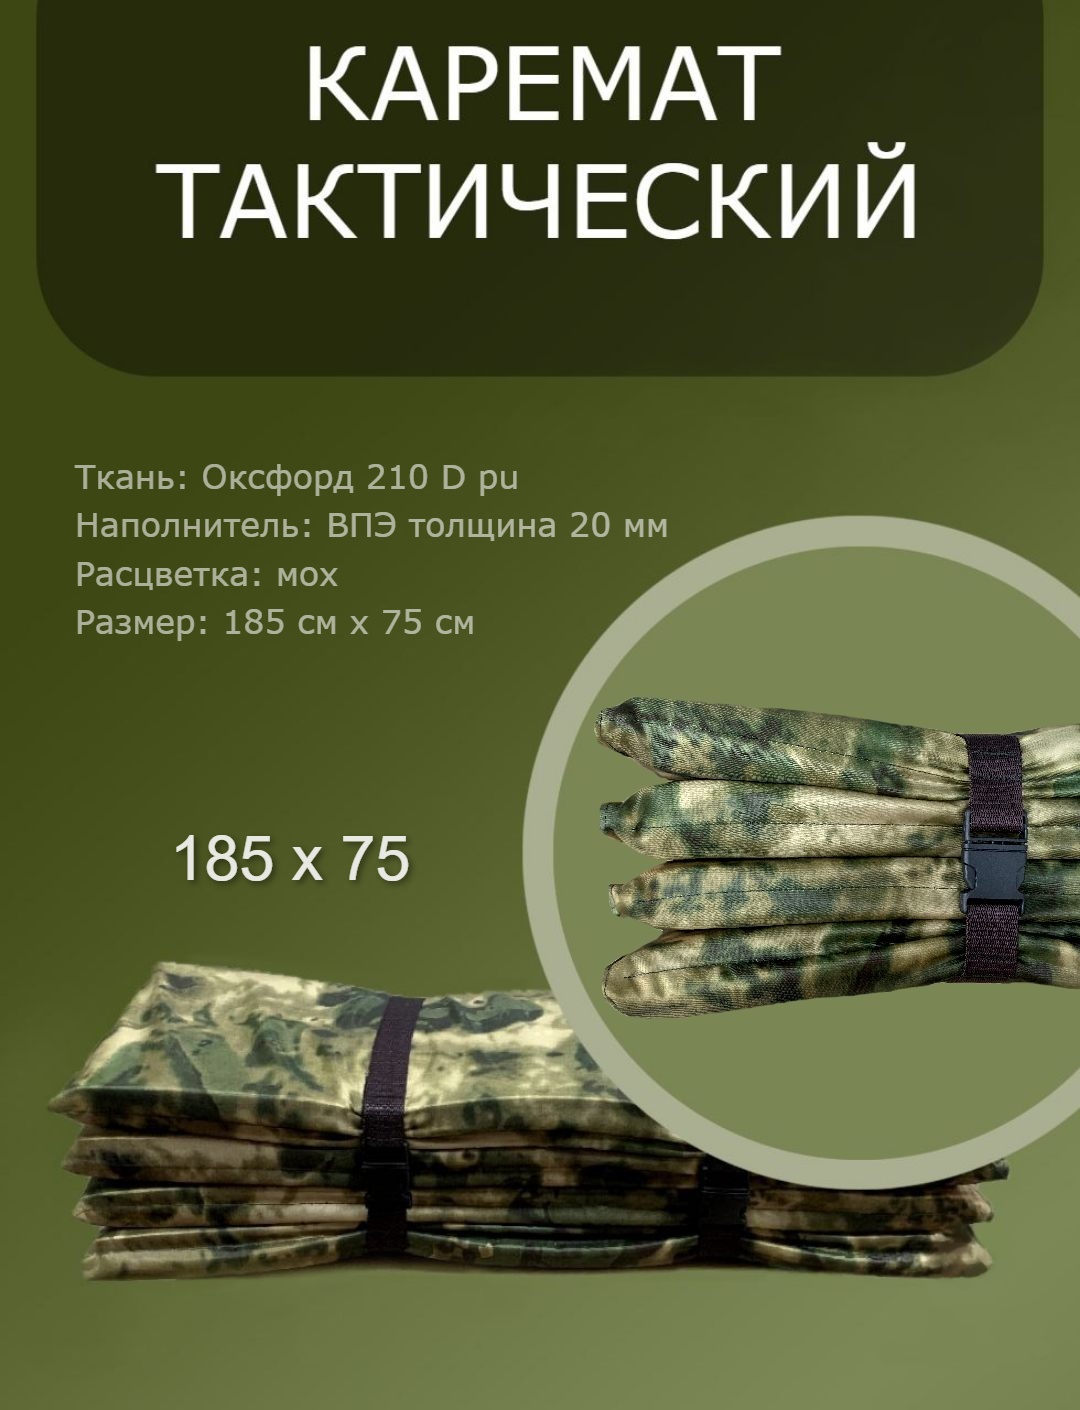 КАРЕМАТ
ТАКТИЧЕСКИЙ
Ткань: Оксфорд 210 D pu
Наполнитель: ВПЭ толщина 20 мм
Расцветка: мох
Размер: 185 см х 75 см
185 х 75